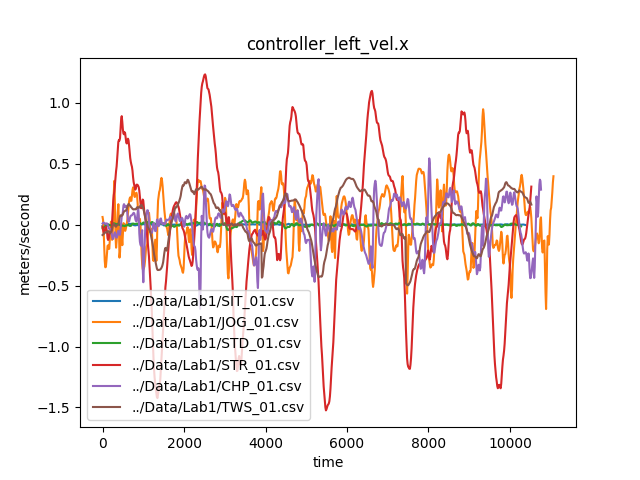 controller_left_vel.x
meters/second
1.0
0.5
0.0
−0.5
−1.0
−1.5
../Data/Lab1/SIT_01.csv
../Data/Lab1/JOG_01.csv
../Data/Lab1/STD_01.csv
../Data/Lab1/STR_01.csv
../Data/Lab1/CHP_01.csv
../Data/Lab1/TWS_01.csv
0 2000 4000 6000 8000 10000
time